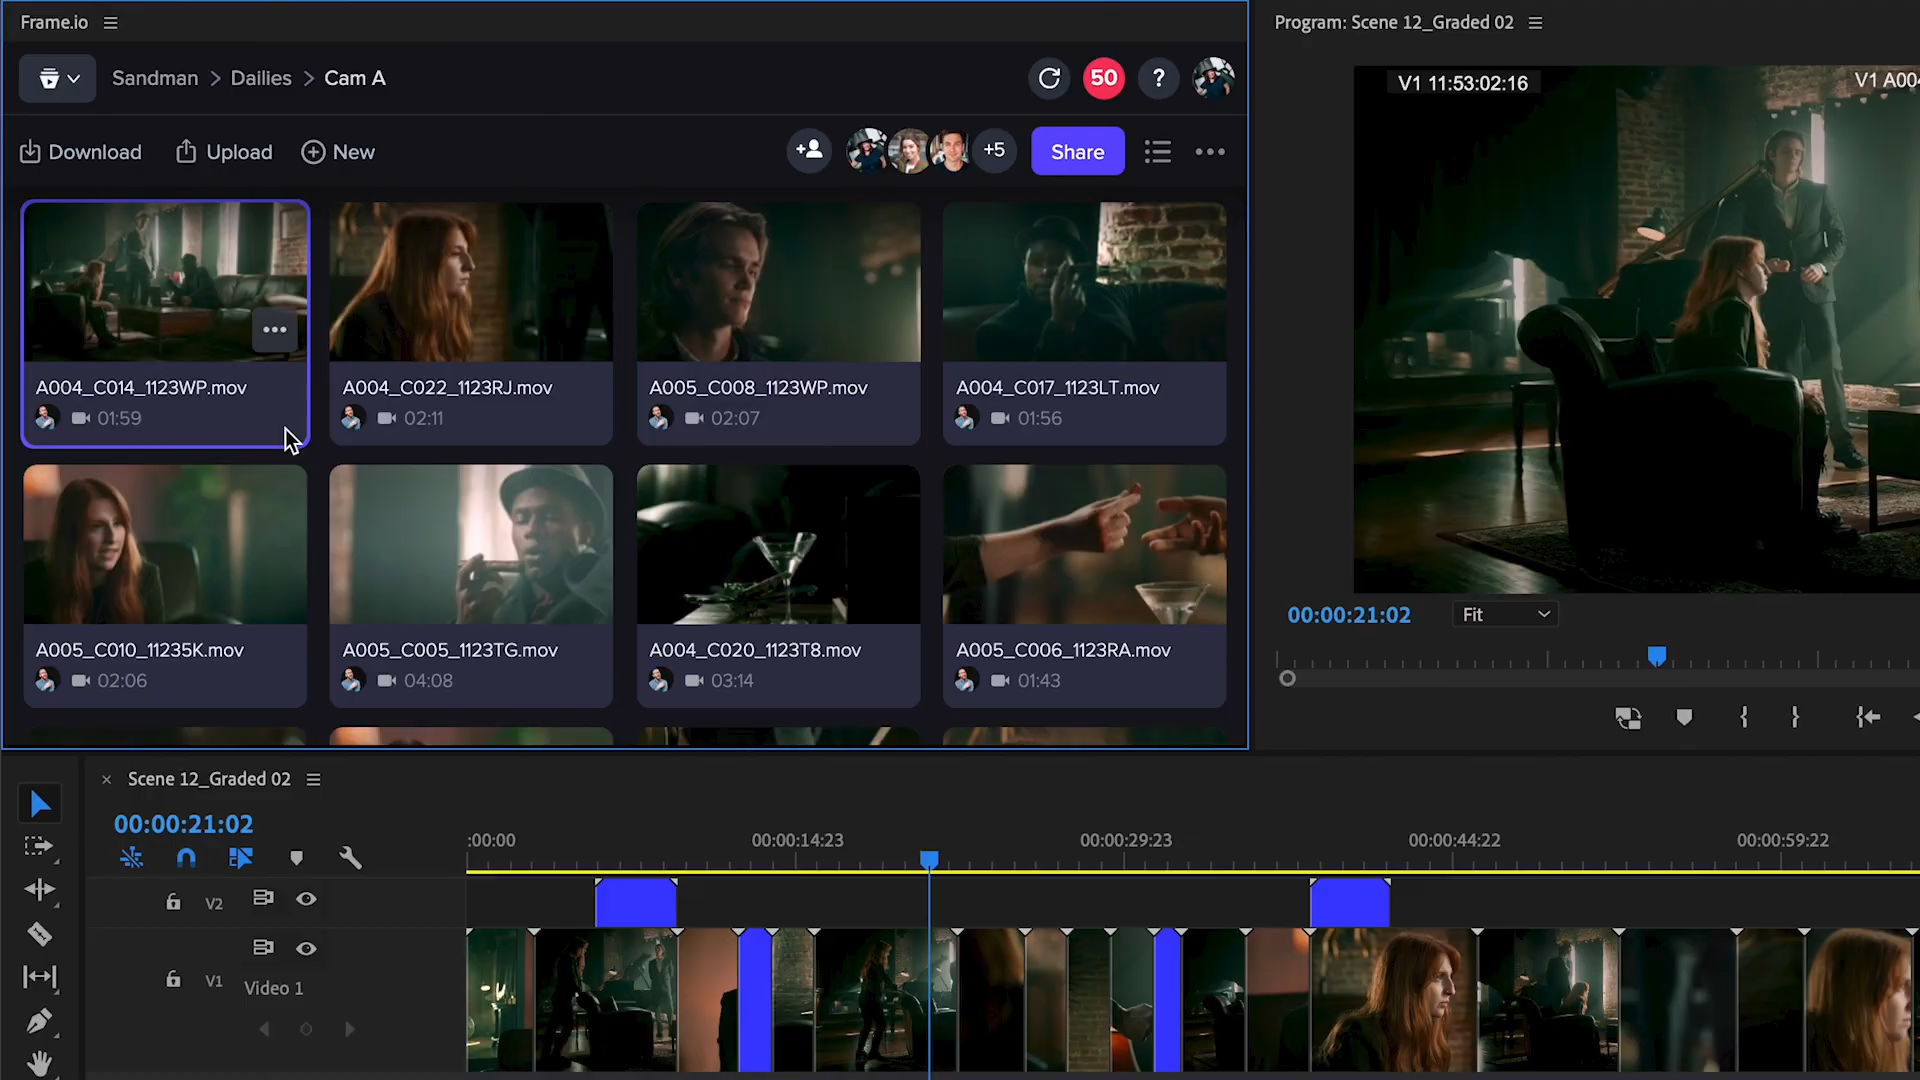 Frame.io
Program: Scene 12_Graded 02
Sandman > Dailies > Cam A
50
?
V1 11:53:02:16
V1 A00
Download
Upload
New
+5
Share
A004_C014_1123WP.mov
01:59
A004_C022_1123RJ.mov
02:11
A005_C008_1123WP.mov
02:07
A004_C017_1123LT.mov
01:56
A005_C010_11235K.mov
02:06
A005_C005_1123TG.mov
04:08
A004_C020_1123T8.mov
03:14
A005_C006_1123RA.mov
01:43
00:00:21:02
Fit
Scene 12_Graded 02
00:00:21:02
:00:00
00:00:14:23
00:00:29:23
00:00:44:22
00:00:59:22
V2
V1
Video 1